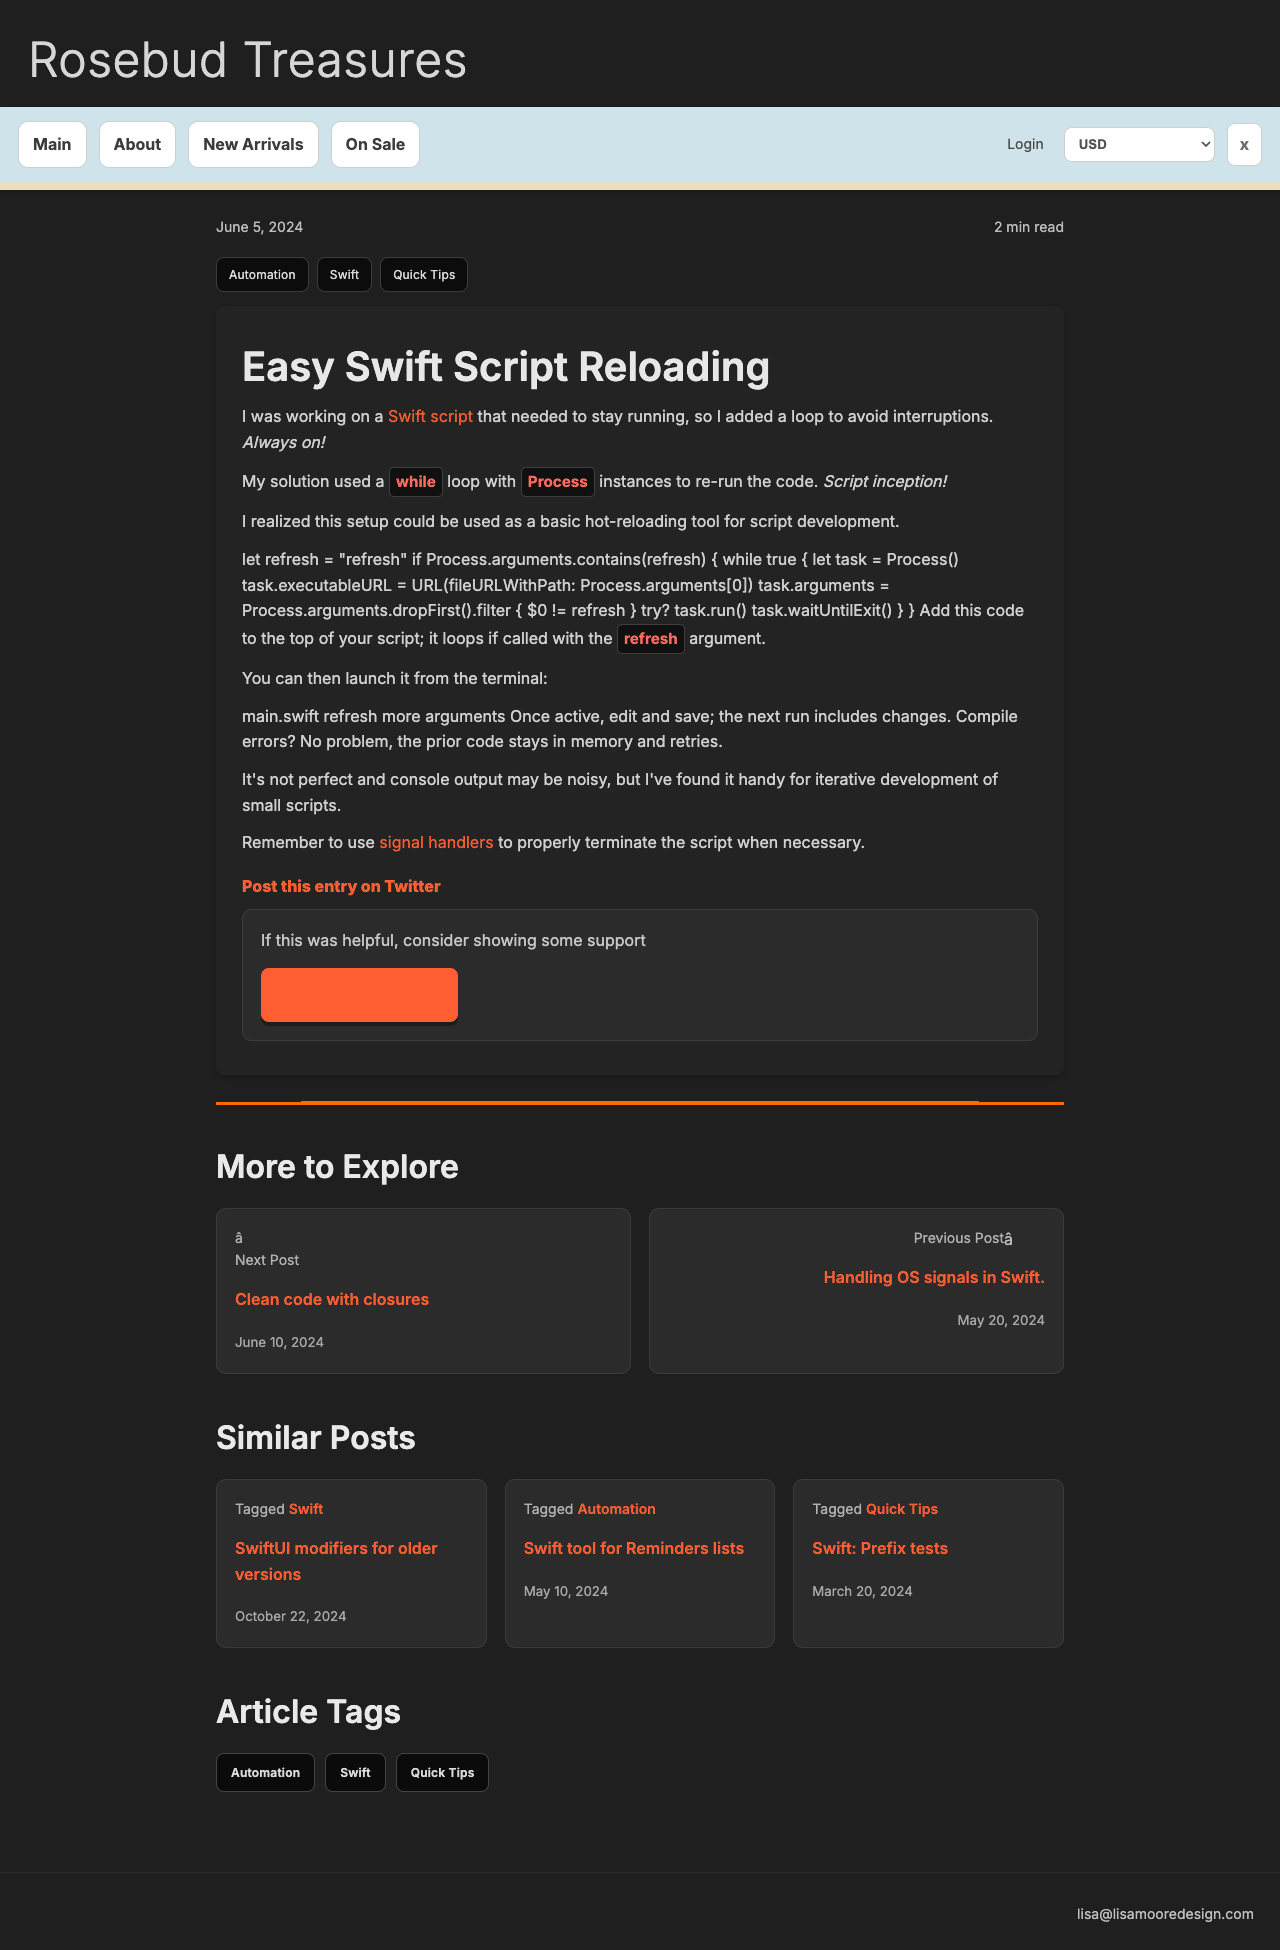 Rosebud Treasures
Main
About
New Arrivals
On Sale
Login
USD
x
June 5, 2024
2 min read
Automation
Swift
Quick Tips
Easy Swift Script Reloading
I was working on a Swift script that needed to stay running, so I added a loop to avoid interruptions.
Always on!
My solution used a while loop with Process instances to re-run the code. Script inception!
I realized this setup could be used as a basic hot-reloading tool for script development.
let refresh = "refresh" if Process.arguments.contains(refresh) { while true { let task = Process()
task.executableURL = URL(fileURLWithPath: Process.arguments[0]) task.arguments =
Process.arguments.dropFirst().filter { $0 != refresh } try? task.run() task.waitUntilExit() } } Add this code
to the top of your script; it loops if called with the refresh argument.
You can then launch it from the terminal:
main.swift refresh more arguments Once active, edit and save; the next run includes changes. Compile
errors? No problem, the prior code stays in memory and retries.
It's not perfect and console output may be noisy, but I've found it handy for iterative development of
small scripts.
Remember to use signal handlers to properly terminate the script when necessary.
Post this entry on Twitter
If this was helpful, consider showing some support
More to Explore
â
Next Post
Clean code with closures
June 10, 2024
Previous Postâ
Handling OS signals in Swift.
May 20, 2024
Similar Posts
Tagged Swift
SwiftUI modifiers for older
versions
October 22, 2024
Tagged Automation
Swift tool for Reminders lists
May 10, 2024
Tagged Quick Tips
Swift: Prefix tests
March 20, 2024
Article Tags
Automation
Swift
Quick Tips
lisa@lisamooredesign.com